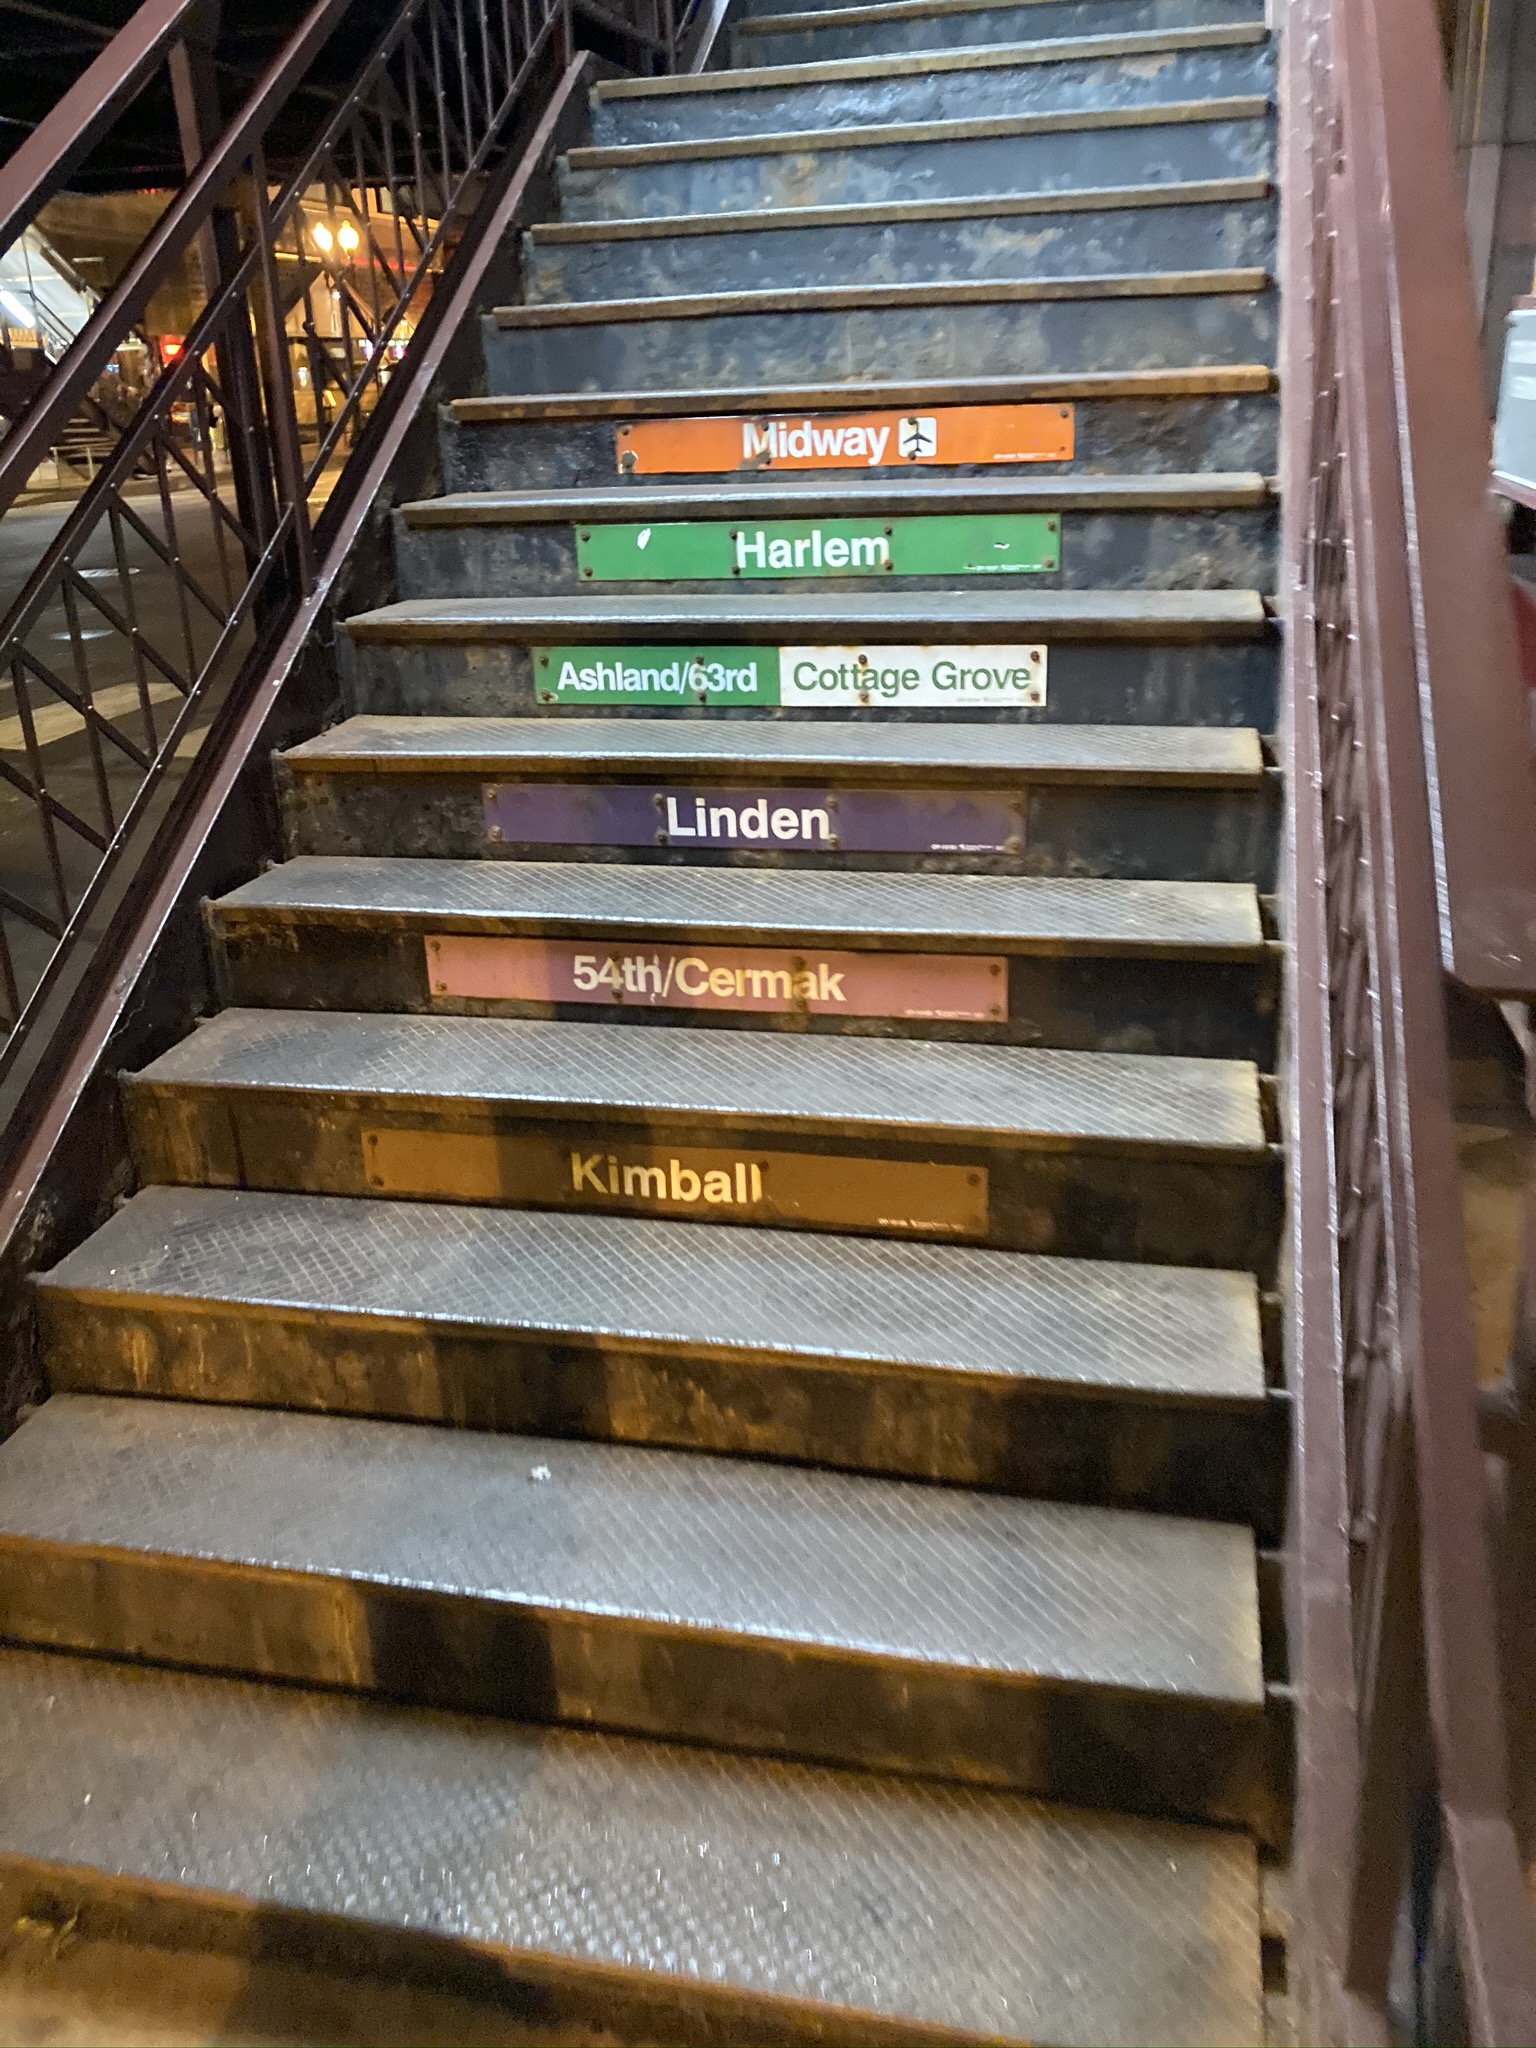 Midway
Harlem
Ashland/63rd Cottage Grove
Linden
54th/Cermak
Kimball